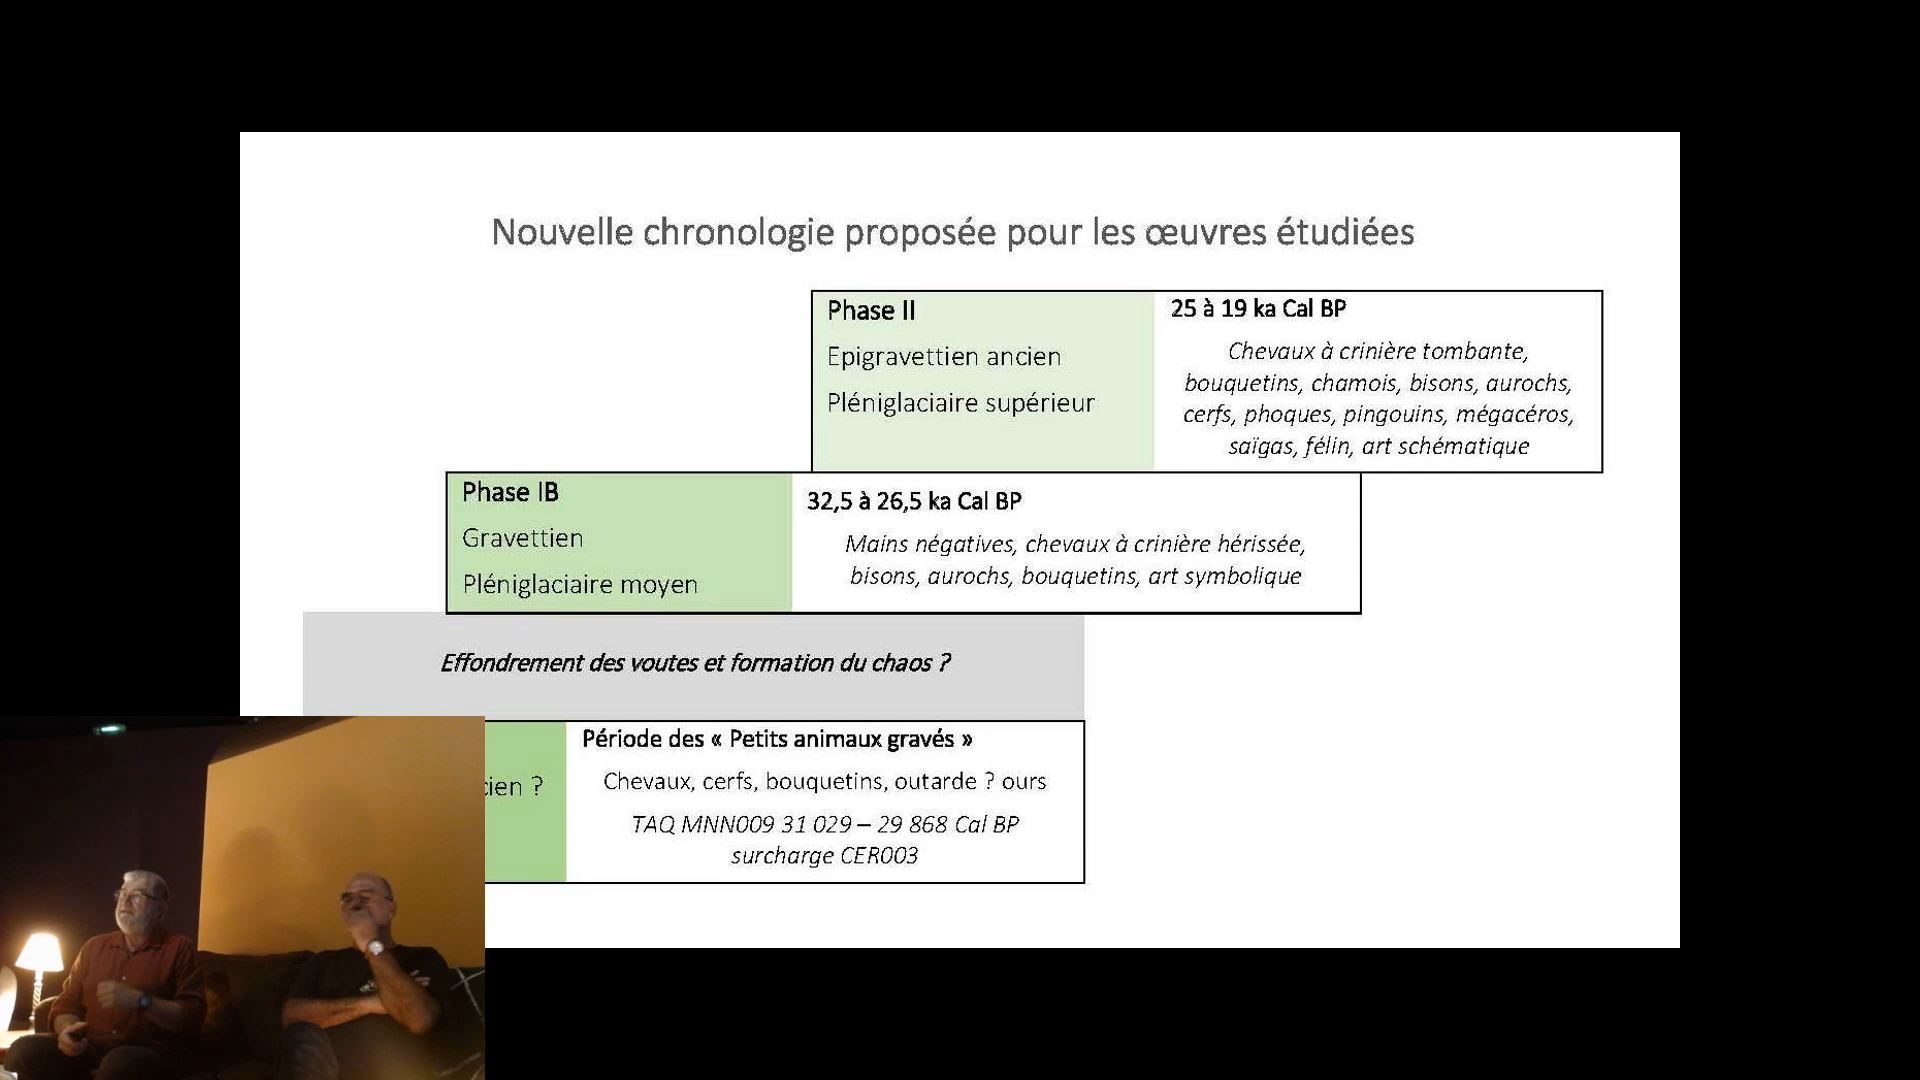 Nouvelle chronologie proposée pour les œuvres étudiées
Phase II
Epigravettien ancien
Pléniglaciaire supérieur
25 à 19 ka Cal BP
Chevaux à crinière tombante,
bouquetins, chamois, bisons, aurochs,
cerfs, phoques, pingouins, mégacéros,
saïgas, félin, art schématique
Phase IB
Gravettien
Pléniglaciaire moyen
32,5 à 26,5 ka Cal BP
Mains négatives, chevaux à crinière hérissée,
bisons, aurochs, bouquetins, art symbolique
Effondrement des voutes et formation du chaos ?
cien ?
Période des « Petits animaux gravés »
Chevaux, cerfs, bouquetins, outarde ? ours
TAQ MNN009 31 029 – 29 868 Cal BP
surcharge CER003